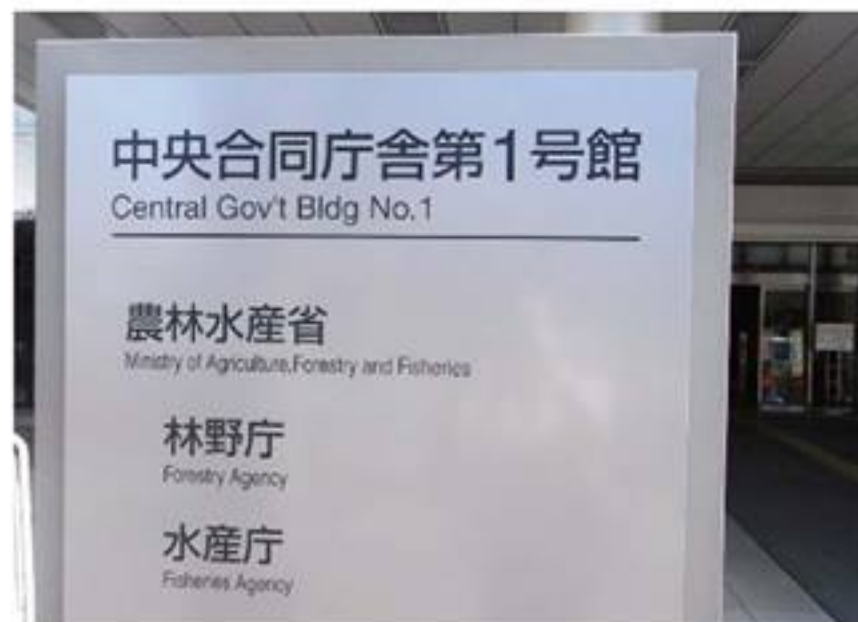 中央合同庁舎第1号館
Central Gov't Bldg No.1
農林水産省
Ministry of Agriculture,Forestry and Fisheries
林野庁
Forestry Agency
水産庁
Fisheries Agency